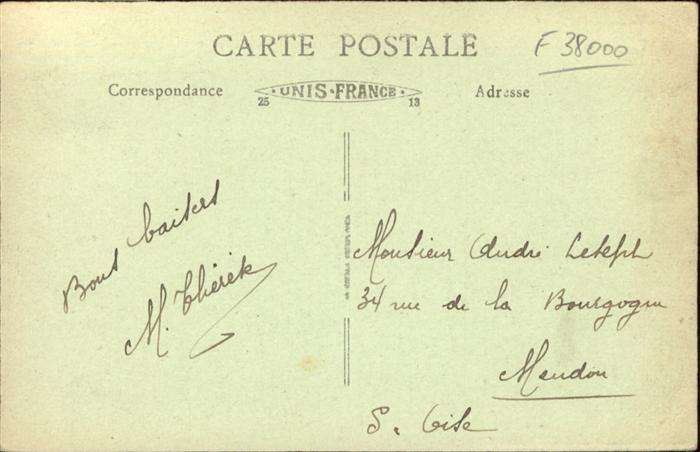 CARTE POSTALE
F 38000
Correspondance
UNIS-FRANCE
25 13
Adresse
Bons baisers
M. Thérèse
Monsieur André
34 rue de la Bourgogne
Meudon
S. Oise